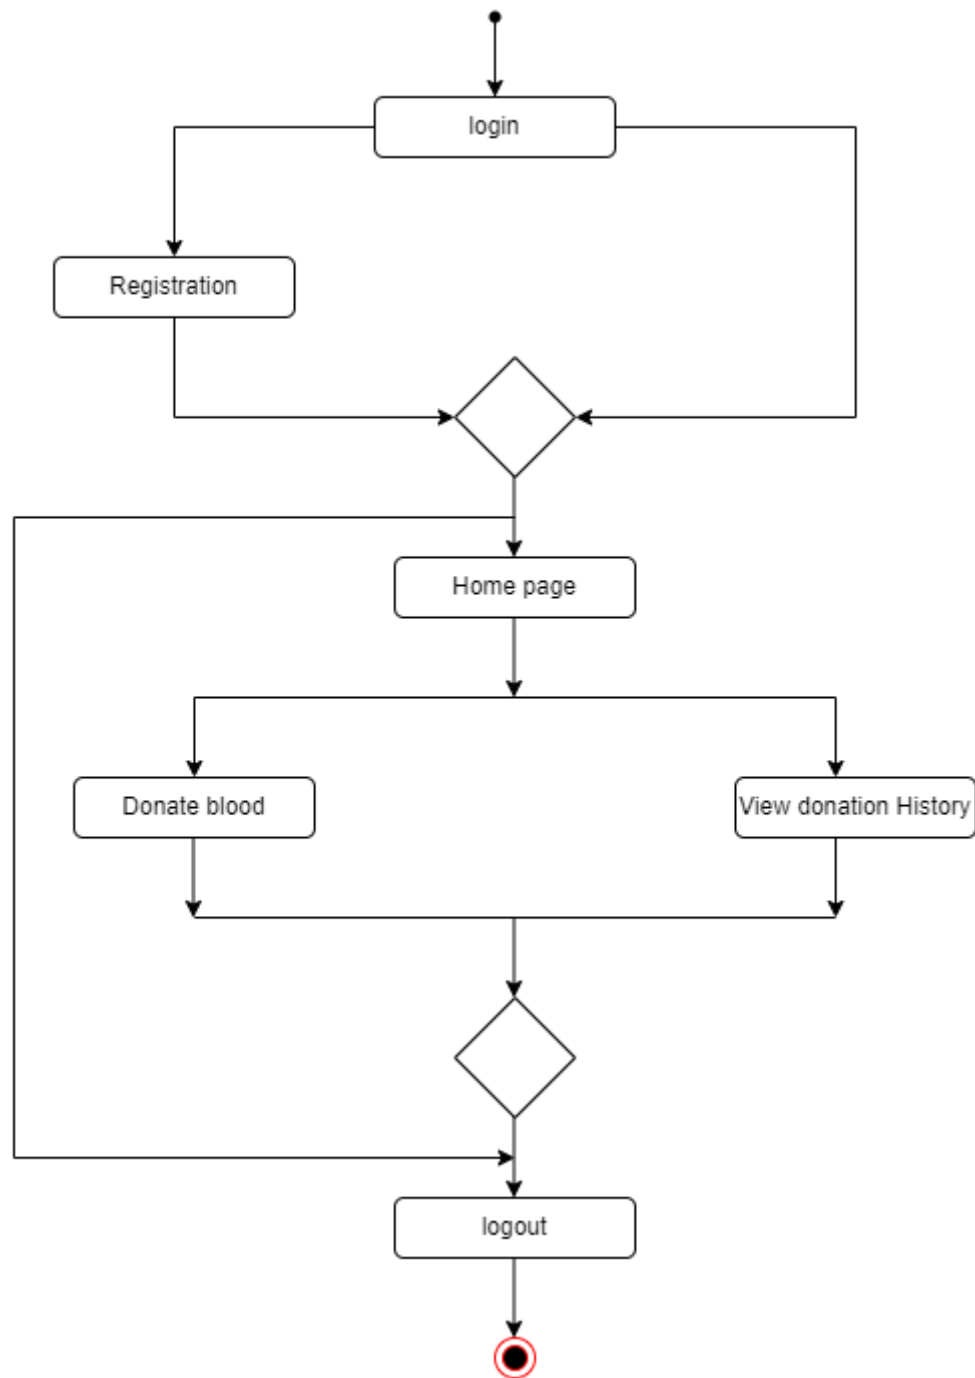 login
Registration
Home page
Donate blood
View donation History
logout